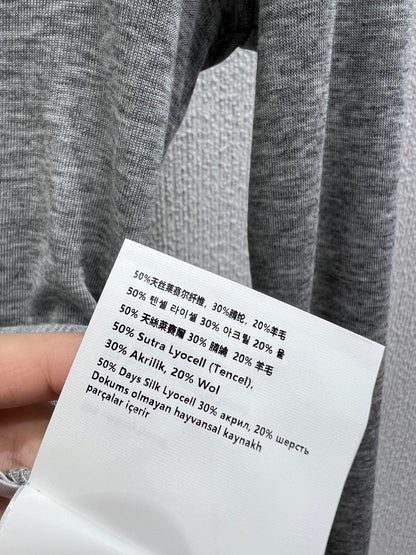 50%天丝莱赛尔纤维, 30%腈纶, 20%羊毛
50% 텐셀 라이셀 30% 아크릴 20% 울
50% 天絲萊賽爾 30% 腈綸 20% 羊毛
50% Sutra Lyocell (Tencel),
30% Akrilik, 20% Wol
50% Days Silk Lyocell 30% акрил, 20% шерсть
Dokums olmayan hayvansal kaynakh
parçalar içerir